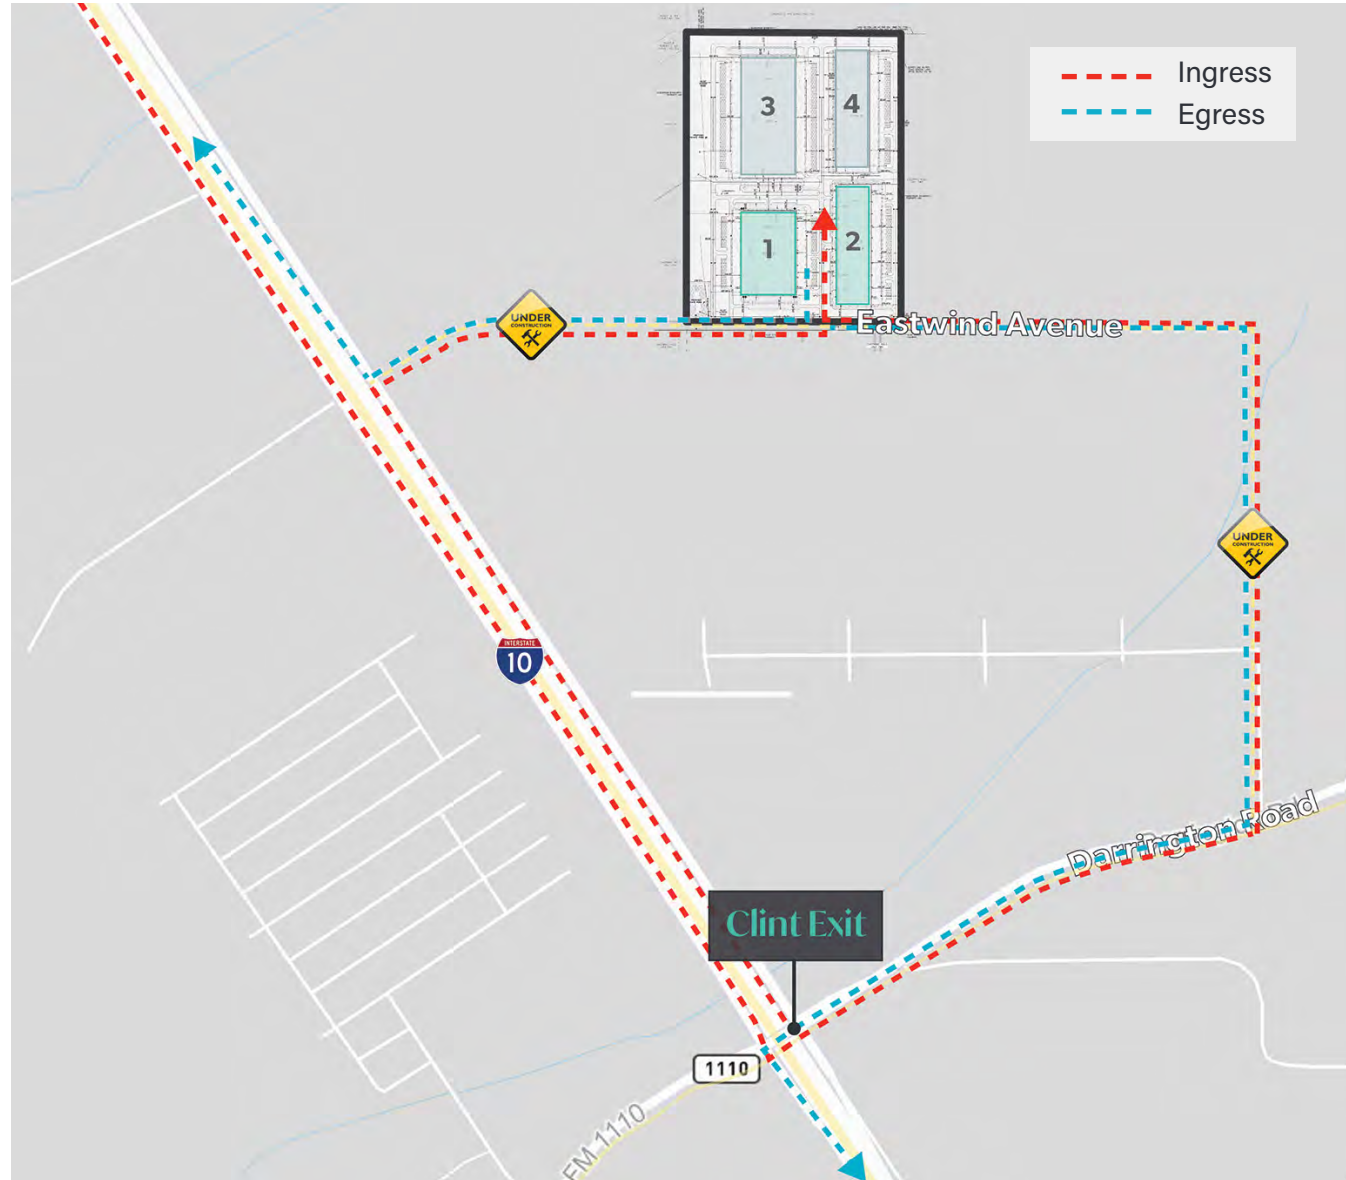 Ingress
Egress
3
4
1
2
UNDER
CONSTRUCTION
Eastwind Avenue
UNDER
CONSTRUCTION
INTERSTATE
10
Darrington Road
Clint Exit
1110
FM 1110